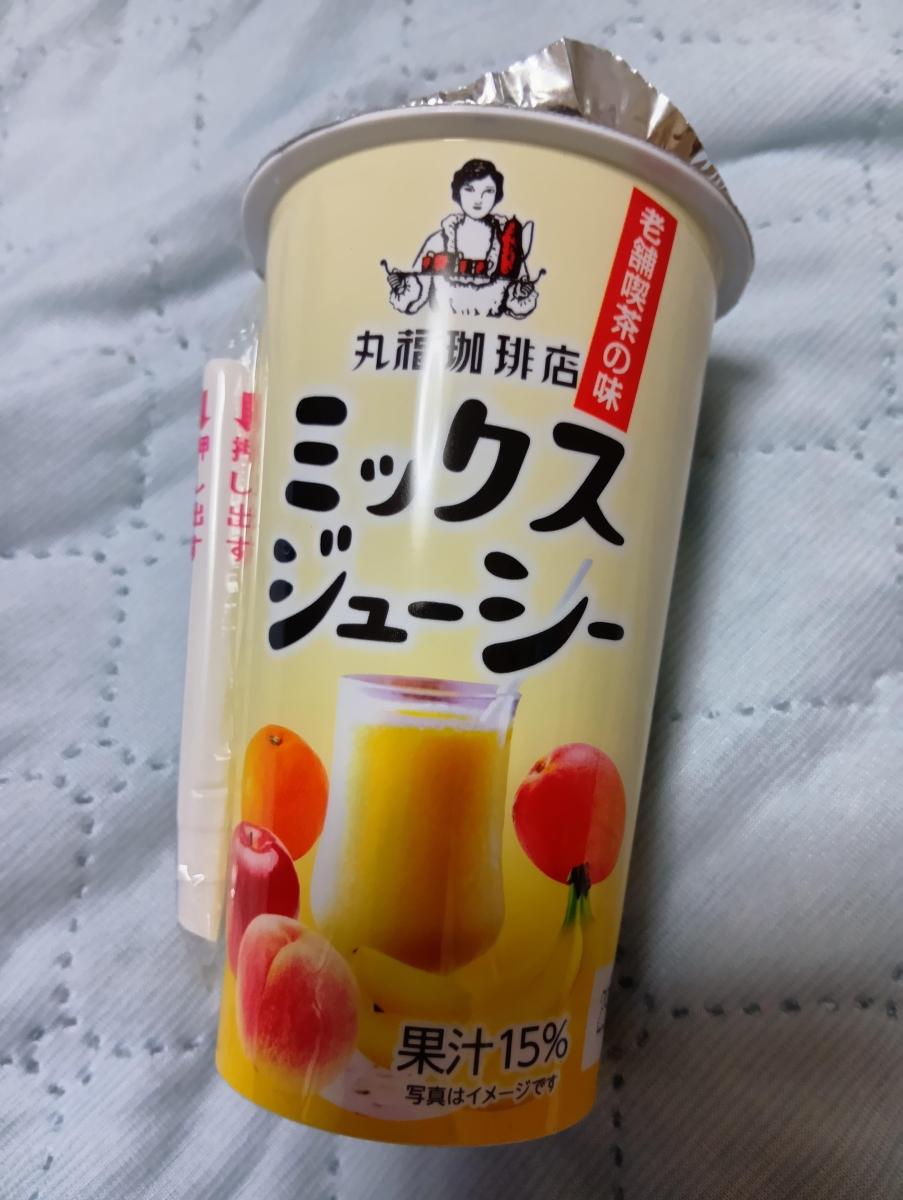 老舗喫茶の味
丸福珈琲店
ミックス
ジューシー
押し出す
押し出す
果汁15%
写真はイメージです